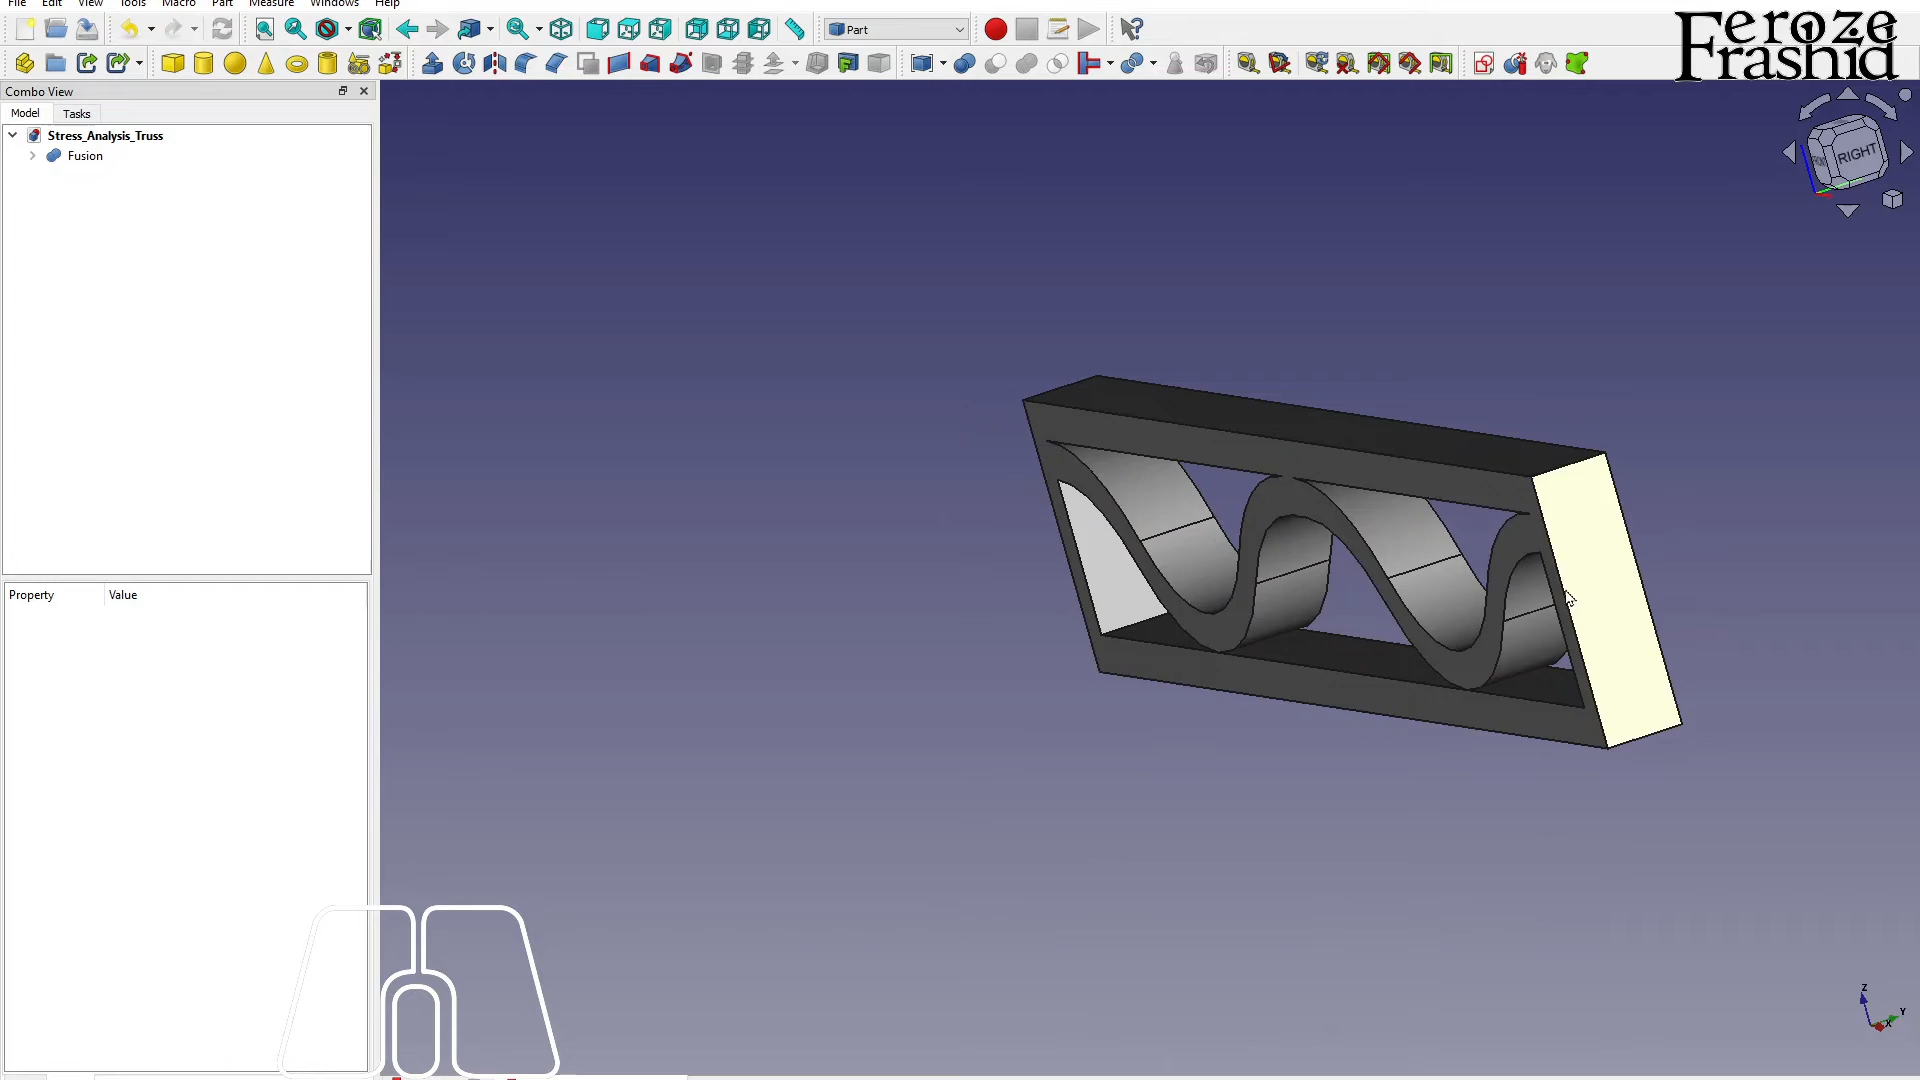 File Edit View Tools Macro Part Measure Windows Help
Part
Feroze
Frashid
Combo View
Model Tasks
Stress_Analysis_Truss
Fusion
RIGHT
Property Value
Z
Y
X